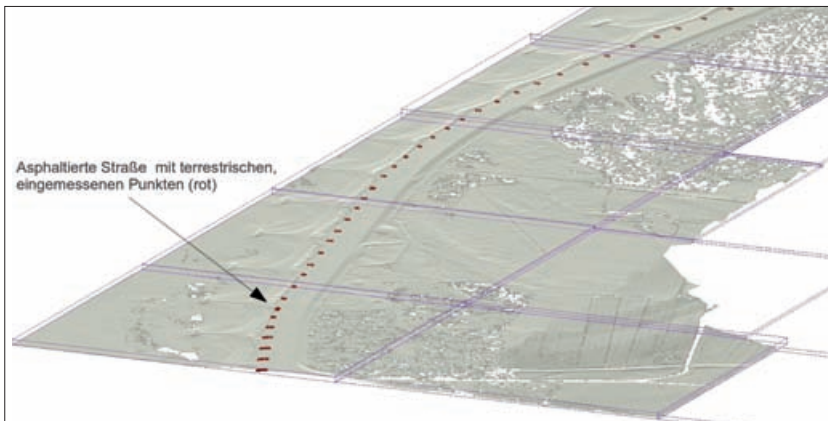 Asphaltierte Straße mit terrestrischen,
eingemessenen Punkten (rot)